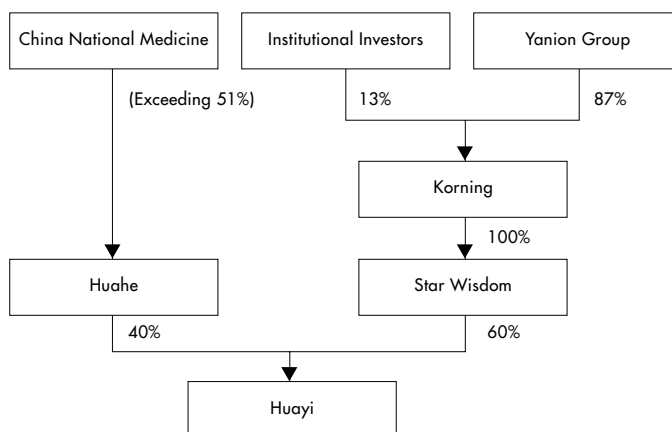 China National Medicine
Institutional Investors
Yanion Group
(Exceeding 51%)
13%
87%
Korning
100%
Huahe
Star Wisdom
40%
60%
Huayi